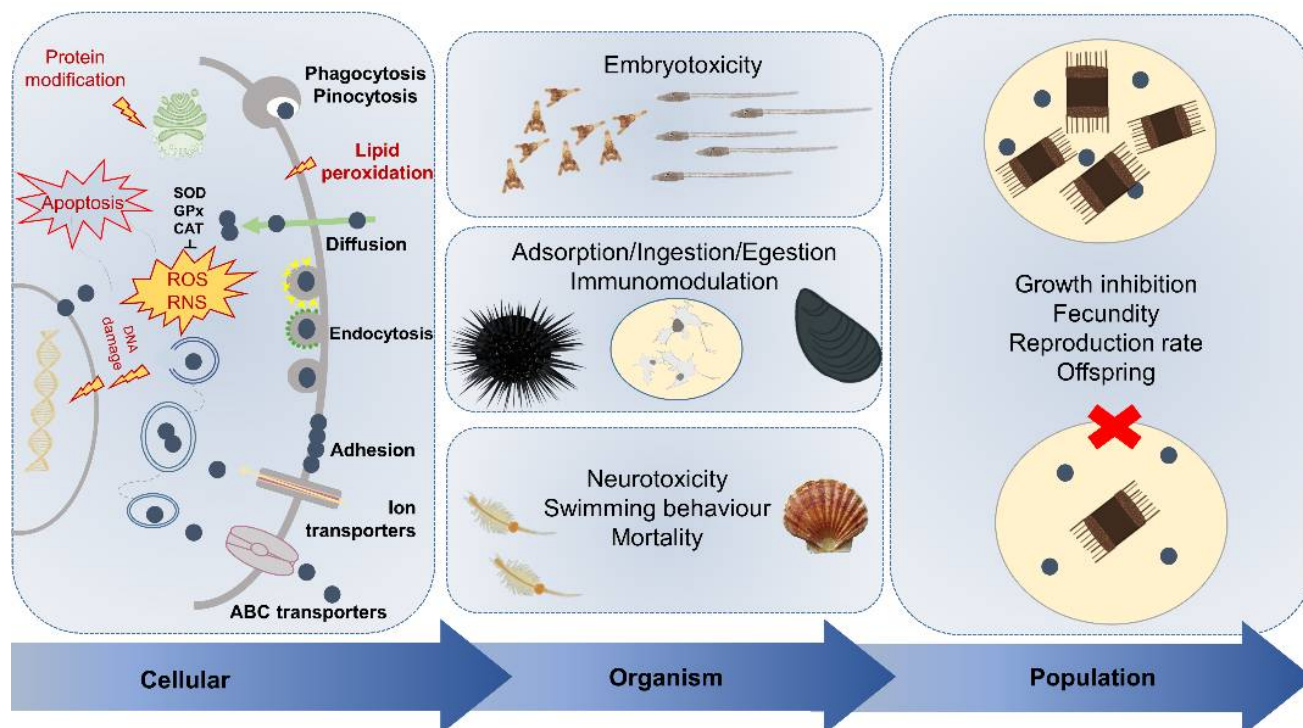 Protein
modification
Phagocytosis
Pinocytosis
Lipid
peroxidation
Apoptosis
SOD
GPx
CAT
Diffusion
ROS
RNS
DNA
damage
Endocytosis
Adhesion
Ion
transporters
ABC transporters
Embryotoxicity
Adsorption/Ingestion/Egestion
Immunomodulation
Neurotoxicity
Swimming behaviour
Mortality
Growth inhibition
Fecundity
Reproduction rate
Offspring
Cellular
Organism
Population